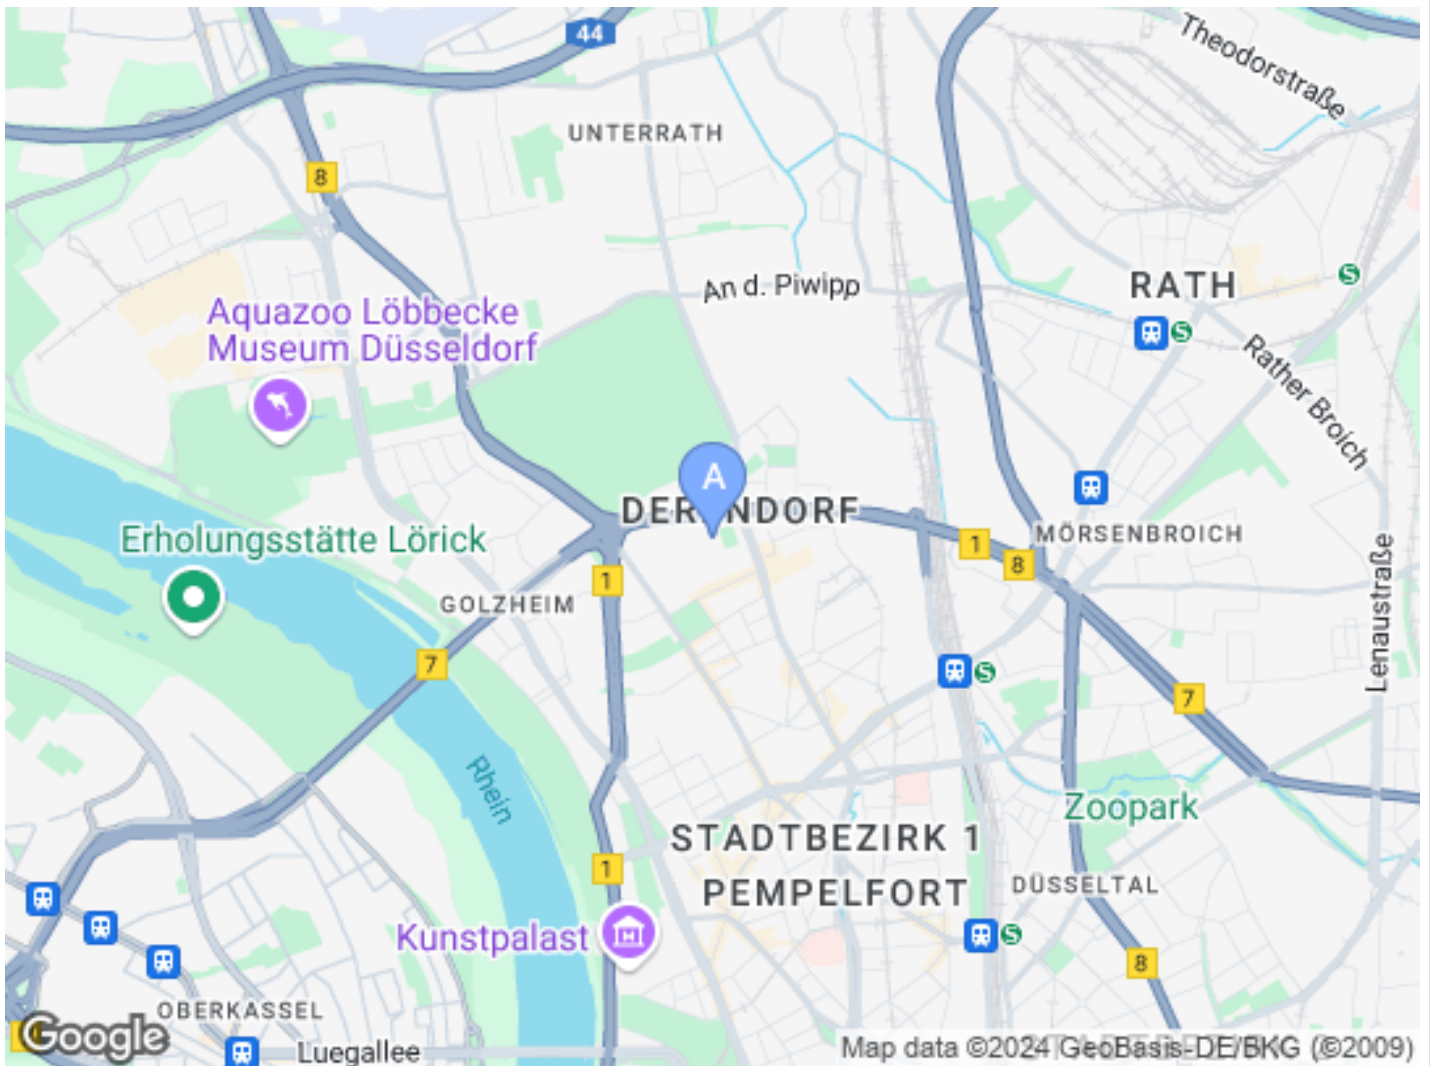 44
Theodorstraße
UNTERRATH
8
An d. Piwipp
RATH
S
Aquazoo Löbbecke
Museum Düsseldorf
S
Rather Broich
A
DERENDORF
1
MÖRSENBROICH
Erholungsstätte Lörick
8
1
GOLZHEIM
Lenaustraße
7
S
7
Rhein
Zoopark
STADTBEZIRK 1
PEMPELFORT
1
DÜSSELTAL
Kunstpalast
S
8
OBERKASSEL
Google
Luegallee
Map data ©2024 GeoBasis-DE/BKG (©2009)